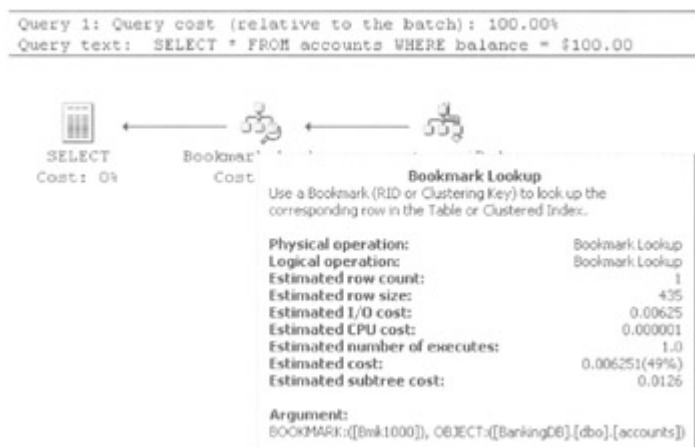 Query 1: Query cost (relative to the batch): 100.00%
Query text: SELECT * FROM accounts WHERE balance = $100.00
SELECT
Cost: 0%
Cost
Bookmark Lookup
Use a Bookmark (RID or Clustering Key) to look up the
corresponding row in the Table or Clustered Index.
Physical operation: Bookmark Lookup
Logical operation: Bookmark Lookup
Estimated row count: 1
Estimated row size: 435
Estimated I/O cost: 0.00625
Estimated CPU cost: 0.000001
Estimated number of executes: 1.0
Estimated cost: 0.006251(49%)
Estimated subtree cost: 0.0126
Argument:
BOOKMARK:([Bmk1000]), OBJECT:([BankingDB].[dbo].[accounts])